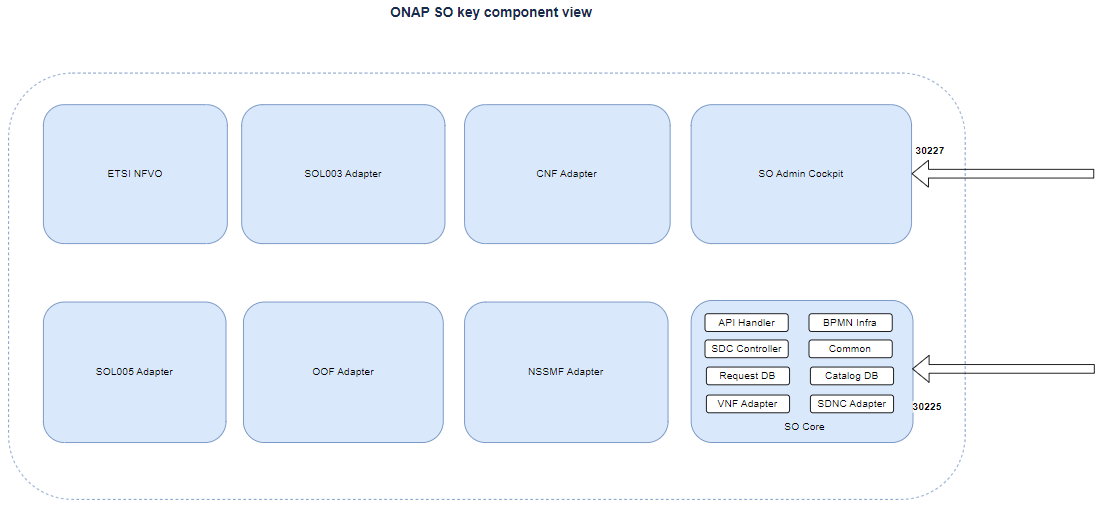 ONAP SO key component view
30227
ETSI NFVO
SOL003 Adapter
CNF Adapter
SO Admin Cockpit
SOL005 Adapter
OOF Adapter
NSSMF Adapter
API Handler
BPMN Infra
SDC Controller
Common
Request DB
Catalog DB
VNF Adapter
SDNC Adapter
SO Core
30225